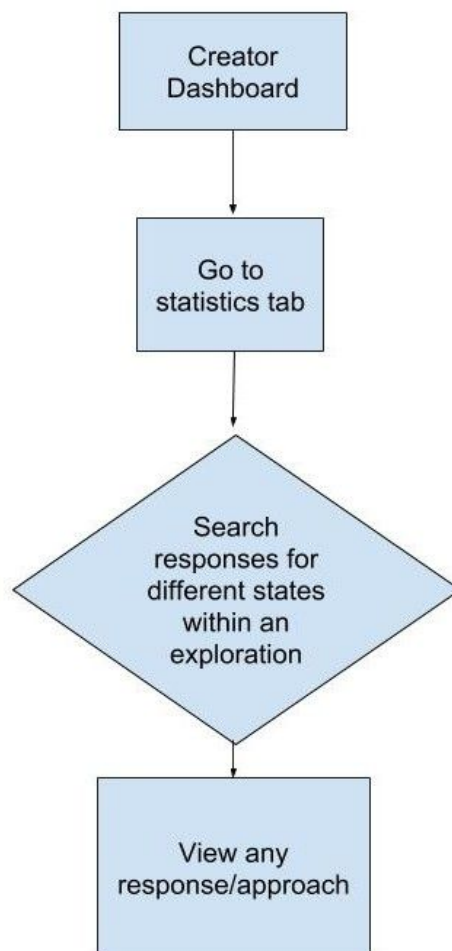 Creator
Dashboard
Go to
statistics tab
Search
responses for
different states
within an
exploration
View any
response/approach